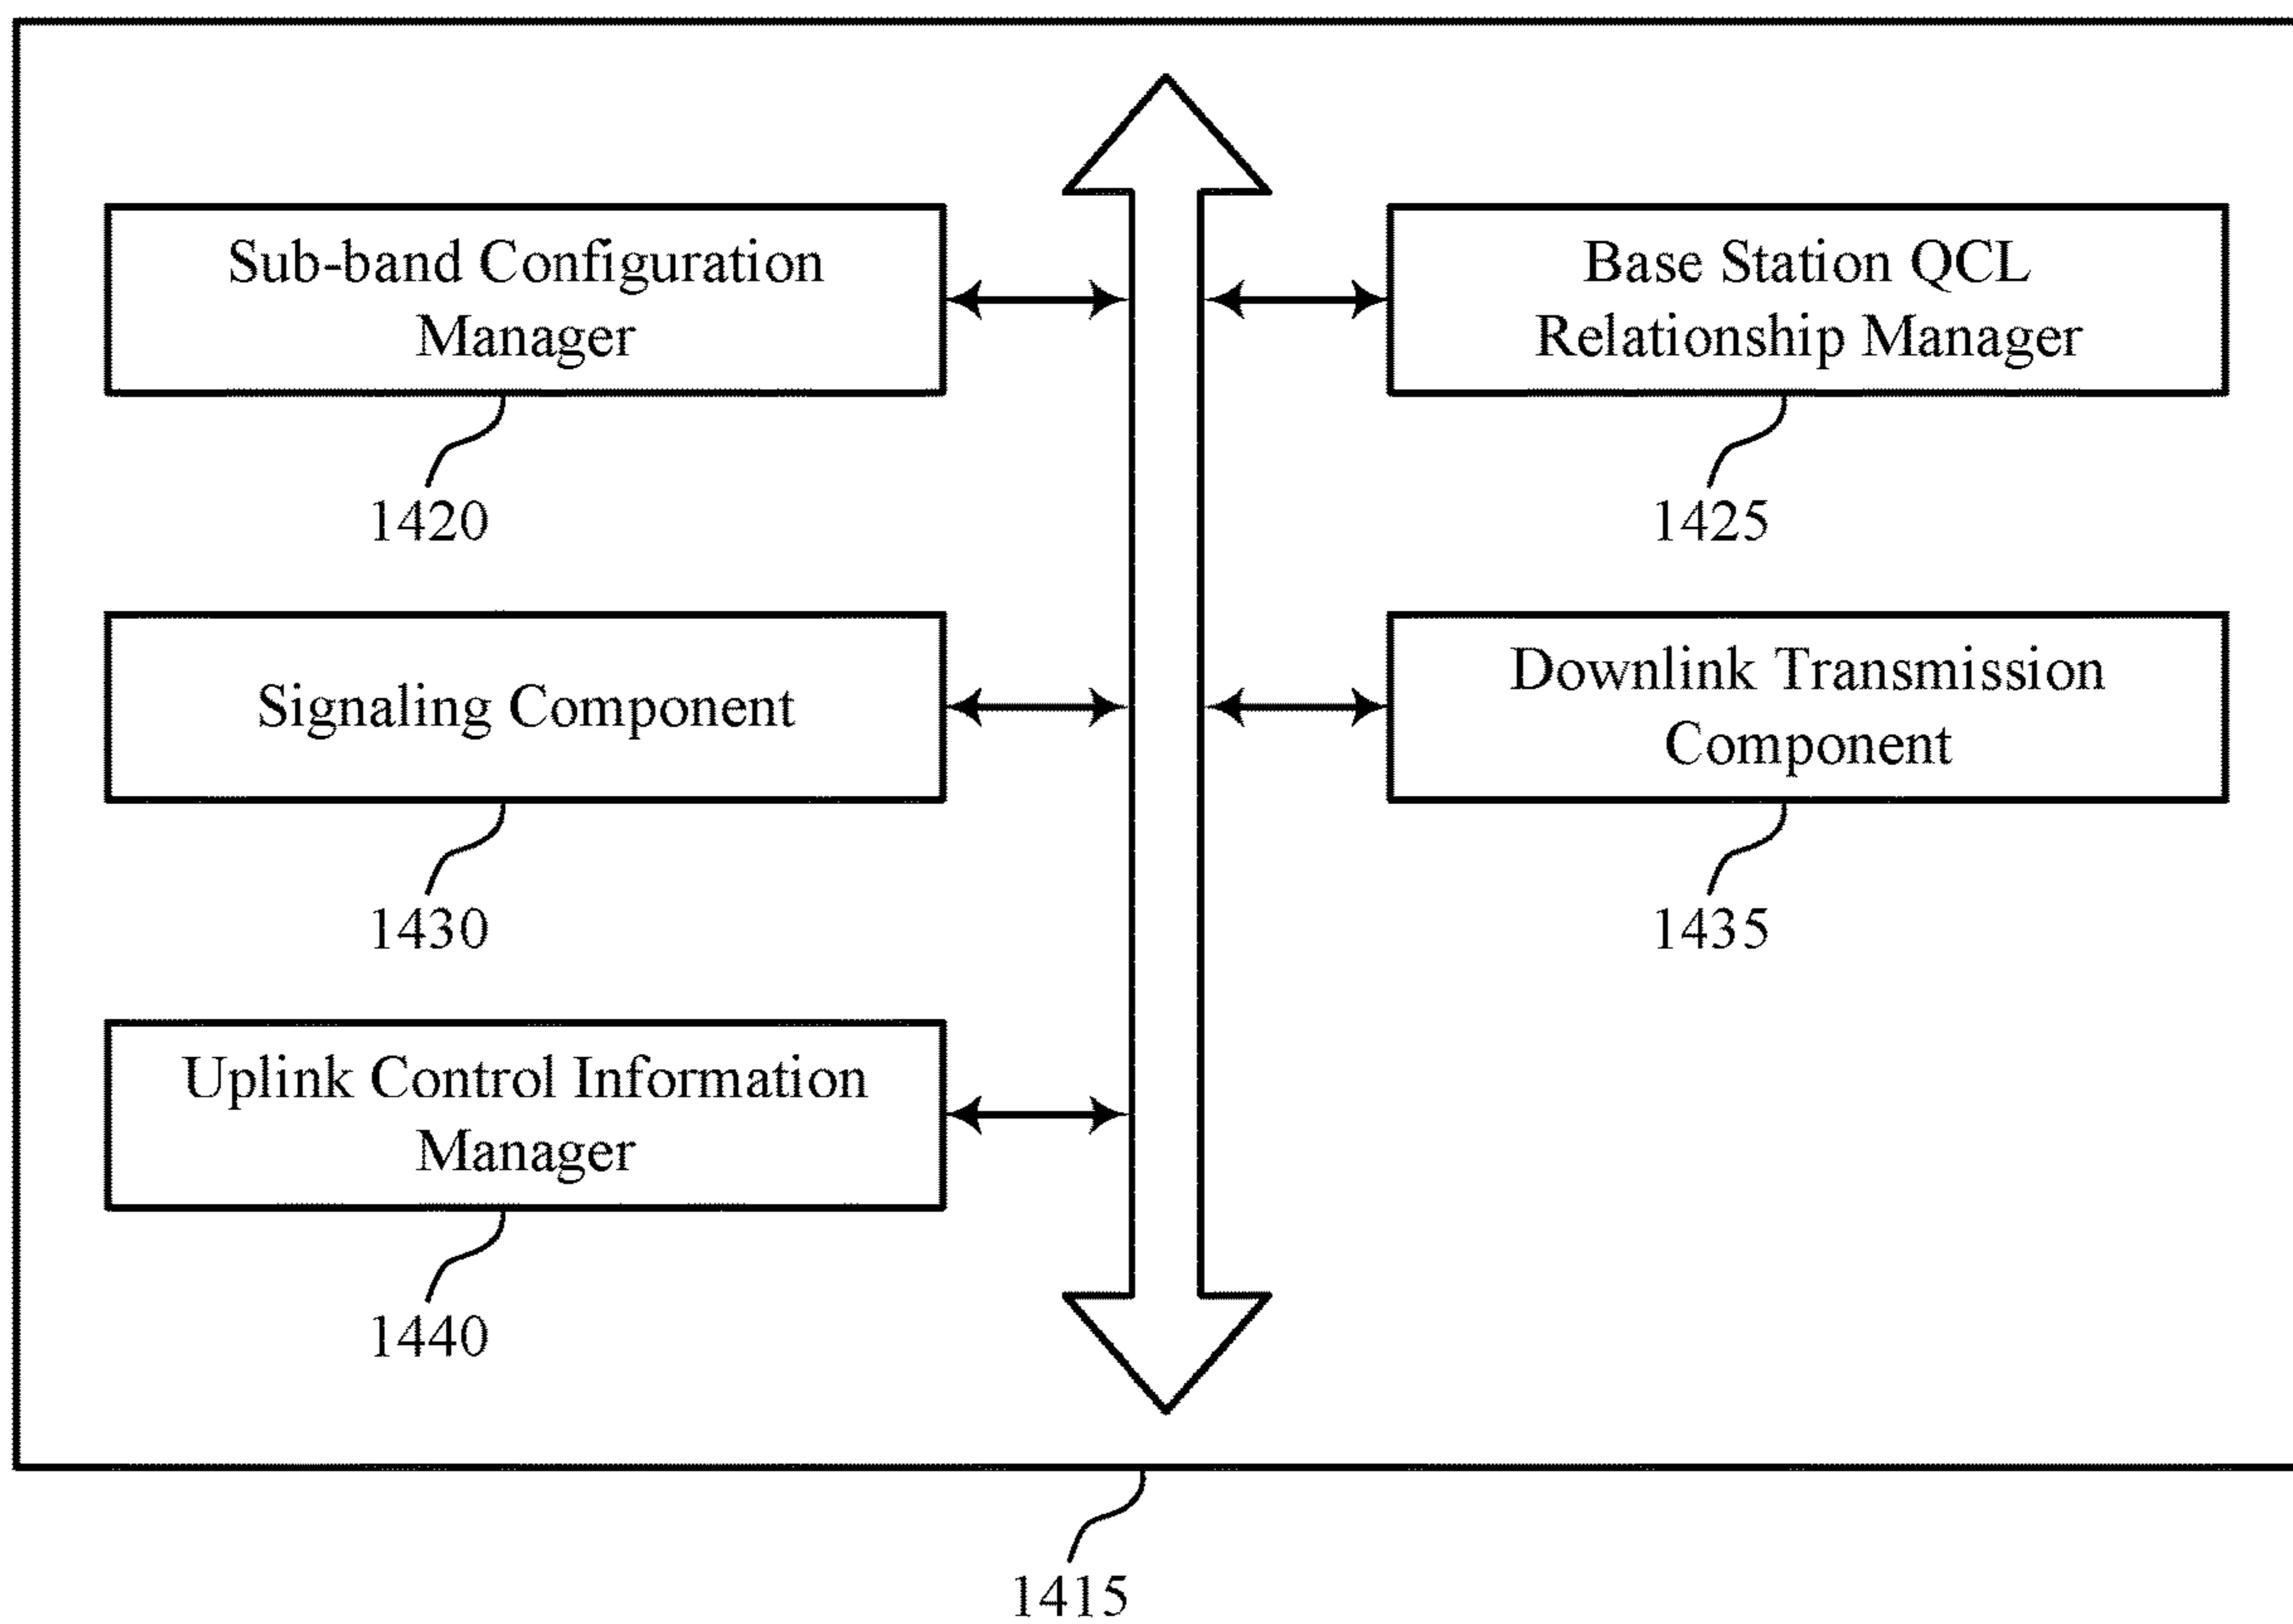 Sub-band Configuration
Manager
1420
Base Station QCL
Relationship Manager
1425
Signaling Component
1430
Downlink Transmission
Component
1435
Uplink Control Information
Manager
1440
1415